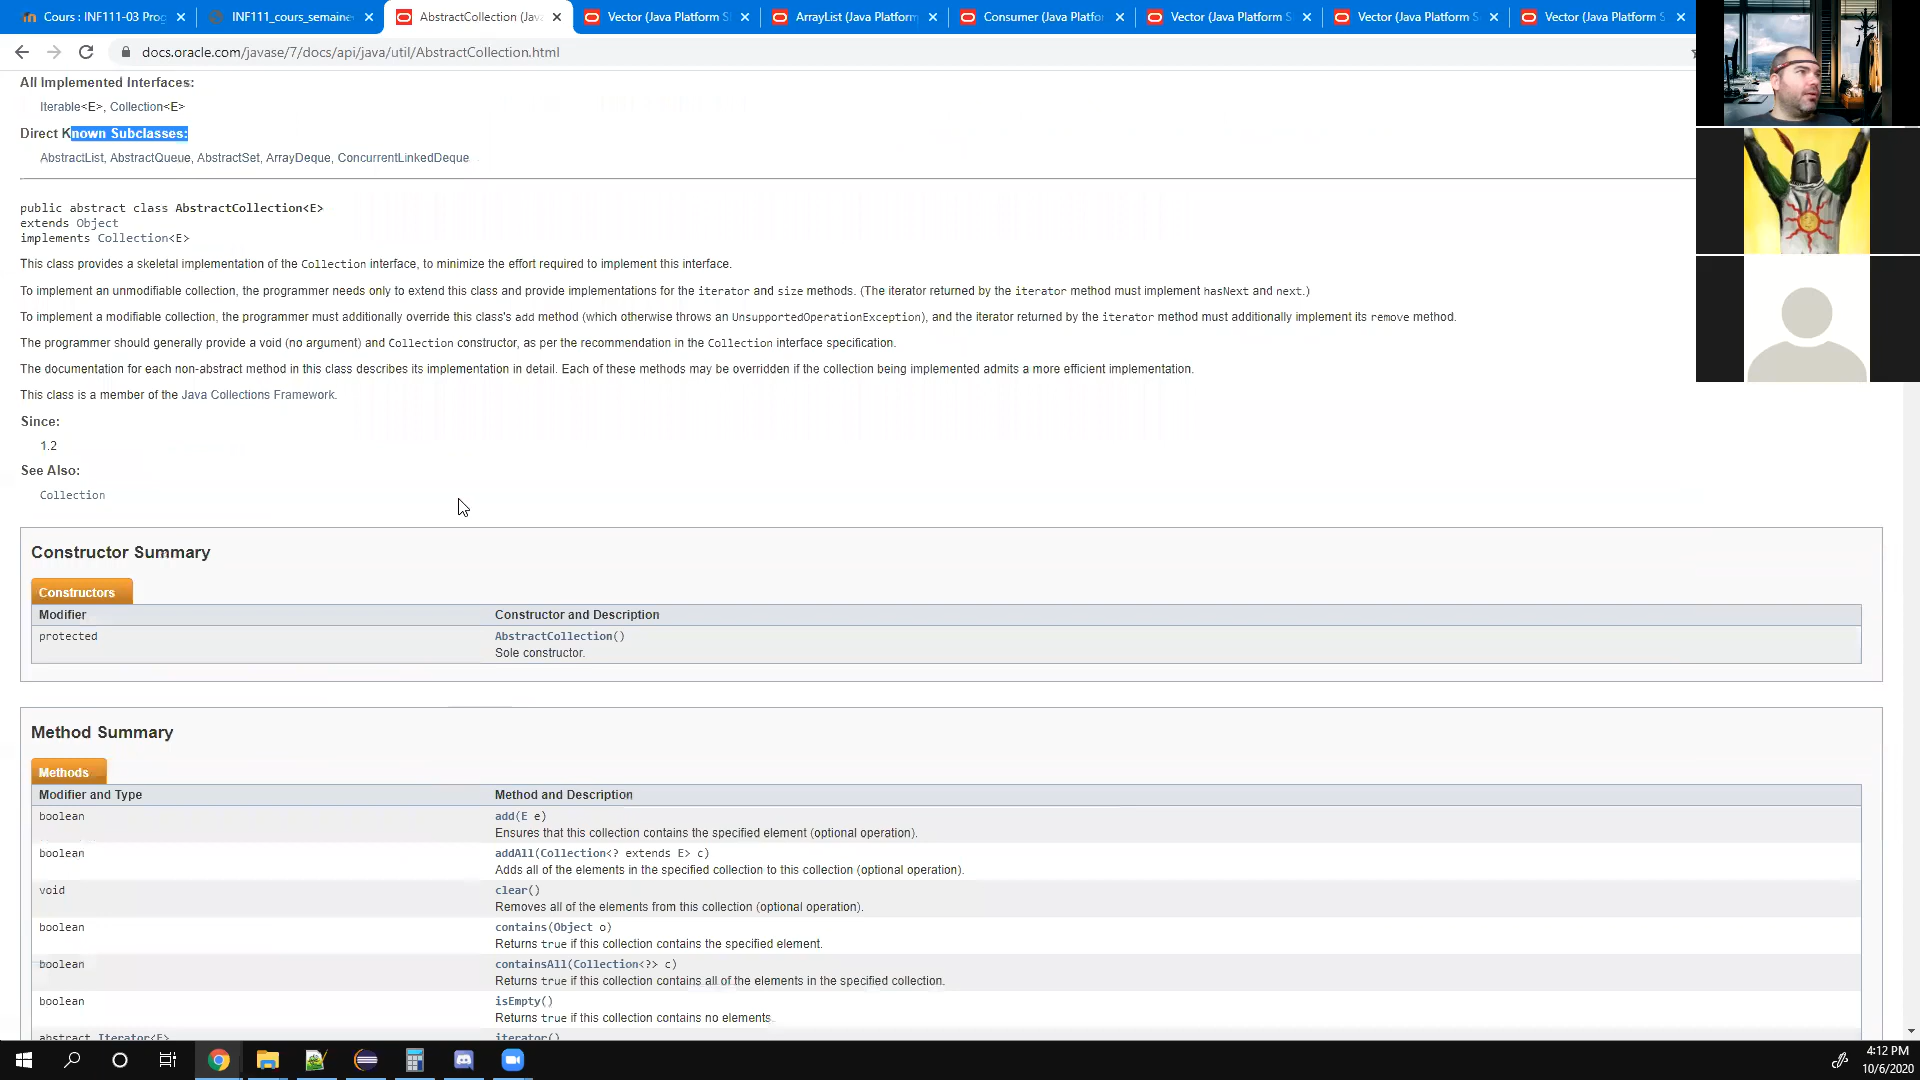 Cours : INF111-03 Prog
INF111_cours_semaine
AbstractCollection (Java
Vector (Java Platform S
ArrayList (Java Platform
Consumer (Java Platfo
Vector (Java Platform S
Vector (Java Platform S
Vector (Java Platform S
docs.oracle.com/javase/7/docs/api/java/util/AbstractCollection.html
All Implemented Interfaces:
Iterable<E>, Collection<E>
Direct Known Subclasses:
AbstractList, AbstractQueue, AbstractSet, ArrayDeque, ConcurrentLinkedDeque
public abstract class AbstractCollection<E>
extends Object
implements Collection<E>
This class provides a skeletal implementation of the Collection interface, to minimize the effort required to implement this interface.
To implement an unmodifiable collection, the programmer needs only to extend this class and provide implementations for the iterator and size methods. (The iterator returned by the iterator method must implement hasNext and next.)
To implement a modifiable collection, the programmer must additionally override this class's add method (which otherwise throws an UnsupportedOperationException), and the iterator returned by the iterator method must additionally implement its remove method.
The programmer should generally provide a void (no argument) and Collection constructor, as per the recommendation in the Collection interface specification.
The documentation for each non-abstract method in this class describes its implementation in detail. Each of these methods may be overridden if the collection being implemented admits a more efficient implementation.
This class is a member of the Java Collections Framework.
Since:
1.2
See Also:
Collection
Constructor Summary
Constructors
Modifier Constructor and Description
protected AbstractCollection()
Sole constructor.
Method Summary
Methods
Modifier and Type Method and Description
boolean add(E e)
Ensures that this collection contains the specified element (optional operation).
boolean addAll(Collection<? extends E> c)
Adds all of the elements in the specified collection to this collection (optional operation).
void clear()
Removes all of the elements from this collection (optional operation).
boolean contains(Object o)
Returns true if this collection contains the specified element.
boolean containsAll(Collection<?> c)
Returns true if this collection contains all of the elements in the specified collection.
boolean isEmpty()
Returns true if this collection contains no elements.
abstract Iterator<E> iterator()
4:12 PM
10/6/2020